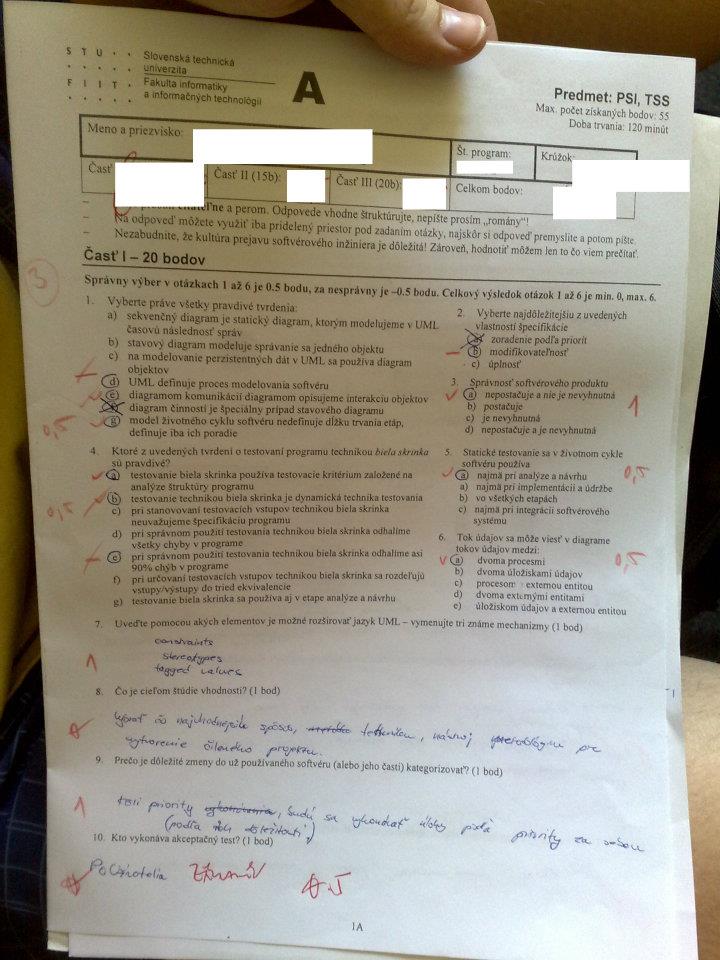 S T U
Slovenská technická
univerzita
F I I T
Fakulta informatiky
a informačných technológií
A
Predmet: PSI, TSS
Max. počet získaných bodov: 55
Doba trvania: 120 minút
Meno a priezvisko:
Št. program:
Krúžok:
Časť
Časť II (15b):
Časť III (20b):
Celkom bodov:
a perom. Odpovede vhodne štruktúrujte, nepíšte prosím „romány"!
– Na odpoveď môžete využiť iba pridelený priestor pod zadaním otázky, najskôr si odpoveď premyslite a potom píšte.
– Nezabudnite, že kultúra prejavu softvérového inžiniera je dôležitá! Zároveň, hodnotiť môžem len to čo viem prečítať.
3
Časť I – 20 bodov
Správny výber v otázkach 1 až 6 je 0.5 bodu, za nesprávny je –0.5 bodu. Celkový výsledok otázok 1 až 6 je min. 0, max. 6.
1. Vyberte práve všetky pravdivé tvrdenia:
a) sekvenčný diagram je statický diagram, ktorým modelujeme v UML
časovú následnosť správ
b) stavový diagram modeluje správanie sa jedného objektu
c) na modelovanie perzistentných dát v UML sa používa diagram
objektov
d) UML definuje proces modelovania softvéru
e) diagramom komunikácií diagramom opisujeme interakciu objektov
diagram činností je špeciálny prípad stavového diagramu
g) model životného cyklu softvéru nedefinuje dĺžku trvania etáp,
definuje iba ich poradie
0,5
2. Vyberte najdôležitejšiu z uvedených
vlastností špecifikácie
a) zoradenie podľa priorít
b) modifikovateľnosť
c) úplnosť
3. Správnosť softvérového produktu
a) nepostačuje a nie je nevyhnutná
b) postačuje
c) je nevyhnutná
d) nepostačuje a je nevyhnutná
1
4. Ktoré z uvedených tvrdení o testovaní programu technikou biela skrinka
sú pravdivé?
a) testovanie biela skrinka používa testovacie kritérium založené na
analýze štruktúry programu
b) testovanie technikou biela skrinka je dynamická technika testovania
c) pri stanovovaní testovacích vstupov technikou biela skrinka
neuvažujeme špecifikáciu programu
d) pri správnom použití testovania technikou biela skrinka odhalíme
všetky chyby v programe
e) pri správnom použití testovania technikou biela skrinka odhalíme asi
90% chýb v programe
f) pri určovaní testovacích vstupov technikou biela skrinka sa rozdeľujú
vstupy/výstupy do tried ekvivalencie
g) testovanie biela skrinka sa používa aj v etape analýze a návrhu
0,5
5. Statické testovanie sa v životnom cykle
softvéru používa
a) najmä pri analýze a návrhu
a) najmä pri implementácii a údržbe
b) vo všetkých etapách
c) najmä pri integrácii softvérového
systému
0,5
6. Tok údajov sa môže viesť v diagrame
tokov údajov medzi:
a) dvoma procesmi
b) dvoma úložiskami údajov
c) procesom externou entitou
d) dvoma externými entitami
e) úložiskom údajov a externou entitou
0,5
7. Uveďte pomocou akých elementov je možné rozširovať jazyk UML – vymenujte tri známe mechanizmy (1 bod)
constraints
stereotypes
tagged values
1
8. Čo je cieľom štúdie vhodnosti? (1 bod)
vybrať čo najvhodnejšie spôsob, techniku, nástroj pre
vytvorenie cieleného projektu.
9. Prečo je dôležité zmeny do už používaného softvéru (alebo jeho časti) kategorizovať? (1 bod)
1
priority, budú sa vykonávať úlohy podľa priority za sebou
(podľa ich dôležitosti)
10. Kto vykonáva akceptačný test? (1 bod)
Používatelia
1A